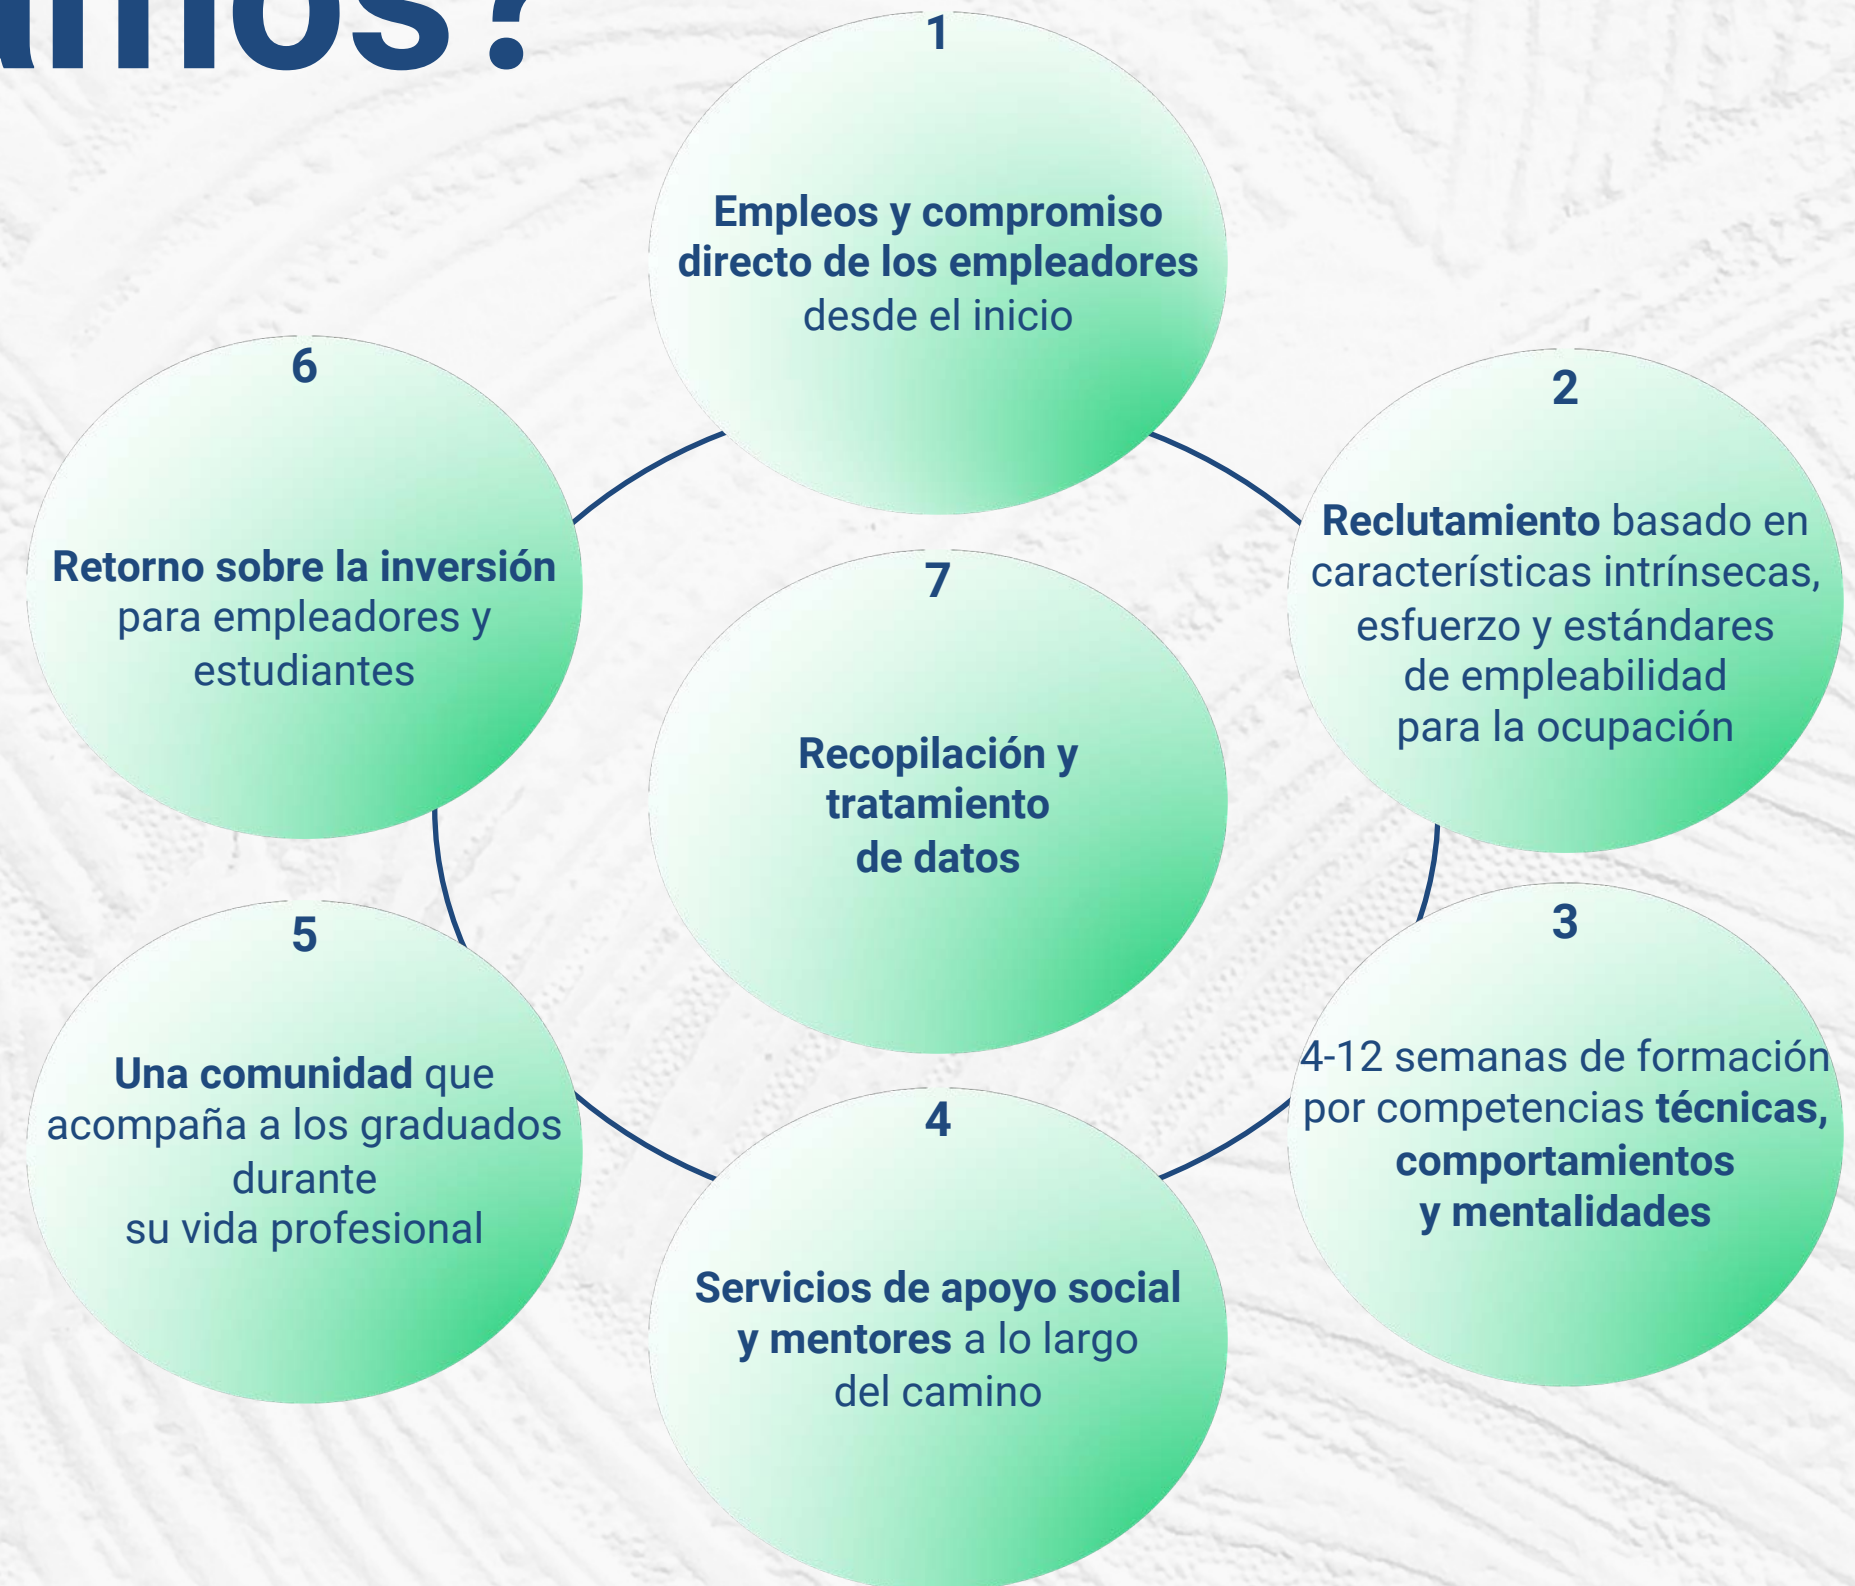 1
Empleos y compromiso
directo de los empleadores
desde el inicio
2
Reclutamiento basado en
características intrínsecas,
esfuerzo y estándares
de empleabilidad
para la ocupación
3
4-12 semanas de formación
por competencias técnicas,
comportamientos
y mentalidades
4
Servicios de apoyo social
y mentores a lo largo
del camino
5
Una comunidad que
acompaña a los graduados
durante
su vida profesional
6
Retorno sobre la inversión
para empleadores y
estudiantes
7
Recopilación y
tratamiento
de datos